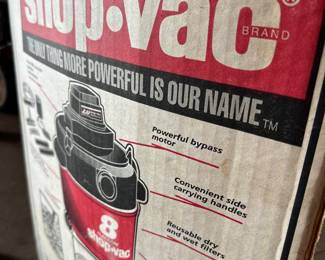 shop·vac®
BRAND
THE ONLY THING MORE POWERFUL IS OUR NAME™
Powerful bypass
motor
Convenient side
carrying handles
Reusable dry
and wet filters
8
shop·vac